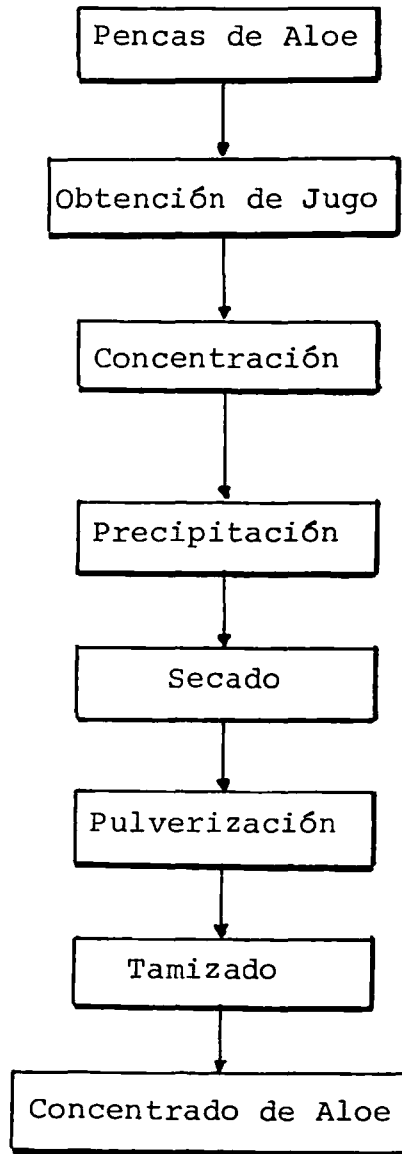 Pencas de Aloe
Obtención de Jugo
Concentración
Precipitación
Secado
Pulverización
Tamizado
Concentrado de Aloe